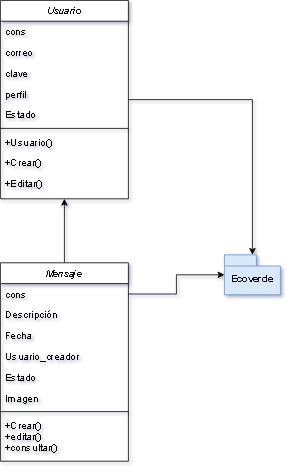 Usuario
cons
correo
clave
perfil
Estado
+Usuario()
+Crear()
+Editar()
Mensaje
cons
Descripción
Fecha
Usuario_creador
Estado
Imagen
+Crear()
+editar()
+consultar()
Ecoverde